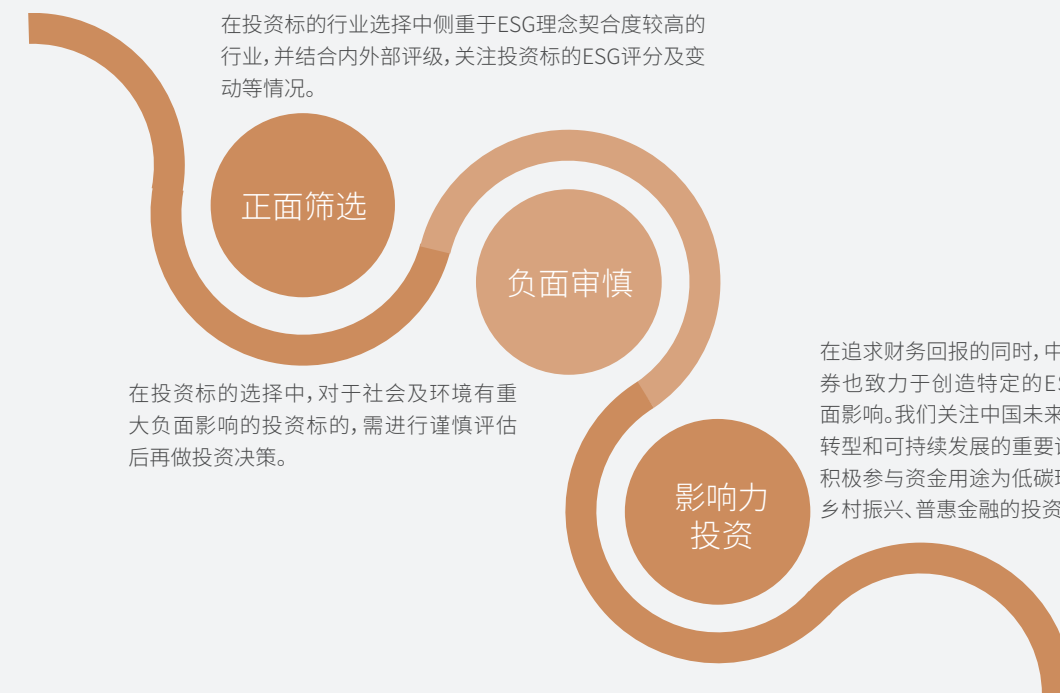 在投资标的行业选择中侧重于ESG理念契合度较高的
行业，并结合内外部评级，关注投资标的ESG评分及变
动等情况。
正面筛选
负面审慎
在投资标的选择中，对于社会及环境有重
大负面影响的投资标的，需进行谨慎评估
后再做投资决策。
影响力
投资
在追求财务回报的同时，中
券也致力于创造特定的ES
面影响。我们关注中国未来
转型和可持续发展的重要
积极参与资金用途为低碳
乡村振兴、普惠金融的投资